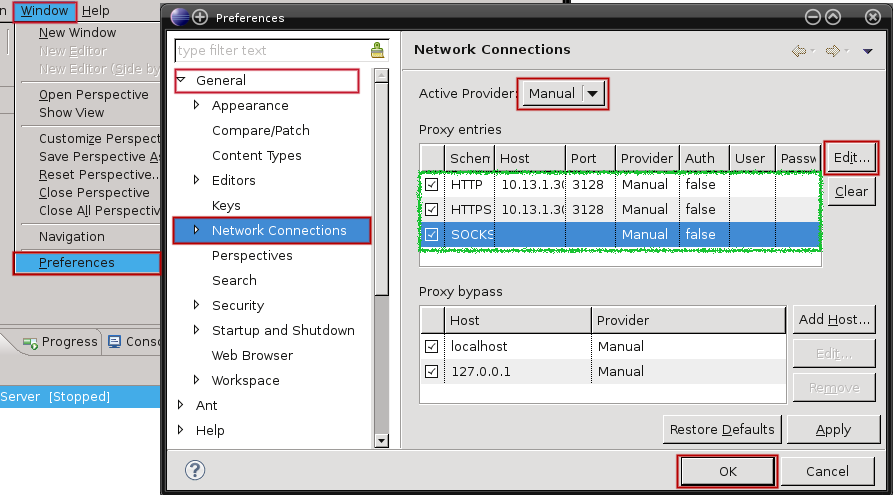 Window Help
New Window
New Editor
New Editor (Side by
Open Perspective
Show View
Customize Perspect
Save Perspective As
Reset Perspective..
Close Perspective
Close All Perspective
Navigation
Preferences
Progress Conso
Server [Stopped]
Preferences
type filter text
General
Appearance
Compare/Patch
Content Types
Editors
Keys
Network Connections
Perspectives
Search
Security
Startup and Shutdown
Web Browser
Workspace
Ant
Help
Network Connections
Active Provider: Manual
Proxy entries
Schem Host Port Provider Auth User Passw
HTTP 10.13.1.30 3128 Manual false
HTTPS 10.13.1.30 3128 Manual false
SOCKS Manual false
Edit...
Clear
Proxy bypass
Host Provider
localhost Manual
127.0.0.1 Manual
Add Host...
Edit...
Remove
Restore Defaults Apply
? OK Cancel